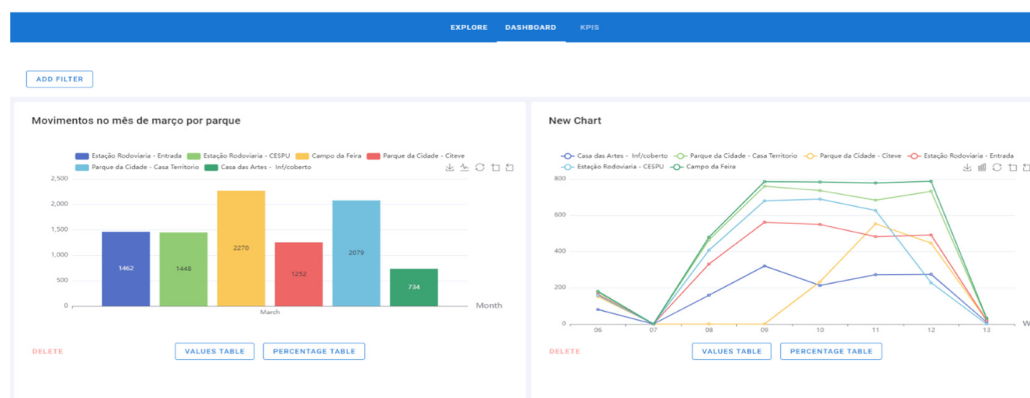 EXPLORE DASHBOARD KPIS
ADD FILTER
Movimentos no mês de março por parque
Estação Rodoviaria - Entrada Estação Rodoviaria - CESPU Campo da Feira Parque da Cidade - Citeve
Parque da Cidade - Casa Territorio Casa das Artes - Inf/coberto
2,500
2,000
1,500
1,000
500
0
1462
1448
2270
1252
2079
734
March
Month
DELETE
VALUES TABLE PERCENTAGE TABLE
New Chart
Casa das Artes - Inf/coberto Parque da Cidade - Casa Territorio Parque da Cidade - Citeve Estação Rodoviaria - Entrada
Estação Rodoviaria - CESPU Campo da Feira
800
600
400
200
0
06 07 08 09 10 11 12 13
W
DELETE
VALUES TABLE PERCENTAGE TABLE